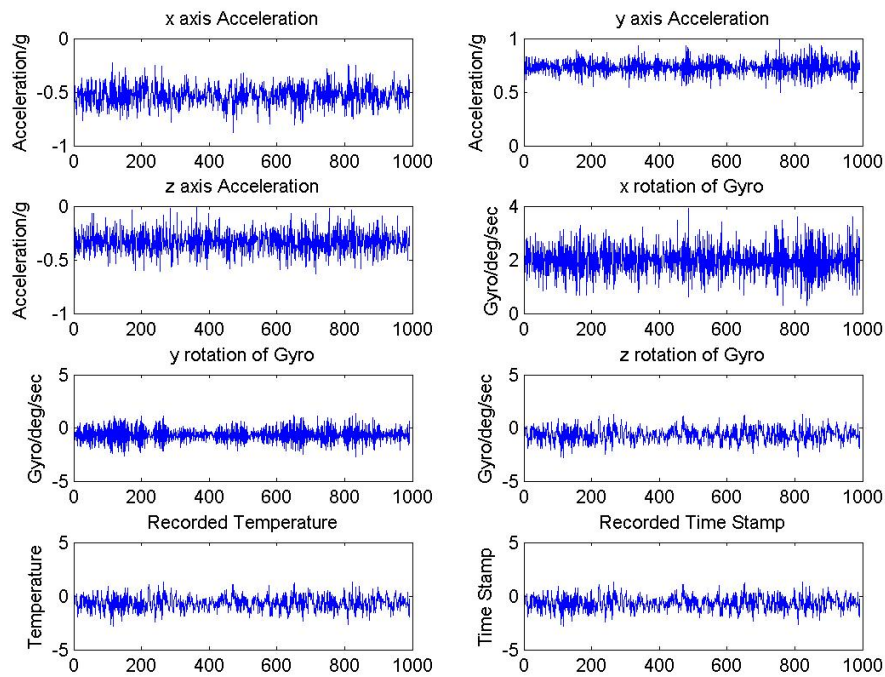 x axis Acceleration
Acceleration/g
0
-0.5
-1
0 200 400 600 800 1000
y axis Acceleration
Acceleration/g
1
0.5
0
0 200 400 600 800 1000
z axis Acceleration
Acceleration/g
0
-0.5
-1
0 200 400 600 800 1000
x rotation of Gyro
Gyro/deg/sec
4
2
0
0 200 400 600 800 1000
y rotation of Gyro
Gyro/deg/sec
5
0
-5
0 200 400 600 800 1000
z rotation of Gyro
Gyro/deg/sec
5
0
-5
0 200 400 600 800 1000
Recorded Temperature
Temperature
5
0
-5
0 200 400 600 800 1000
Recorded Time Stamp
Time Stamp
5
0
-5
0 200 400 600 800 1000